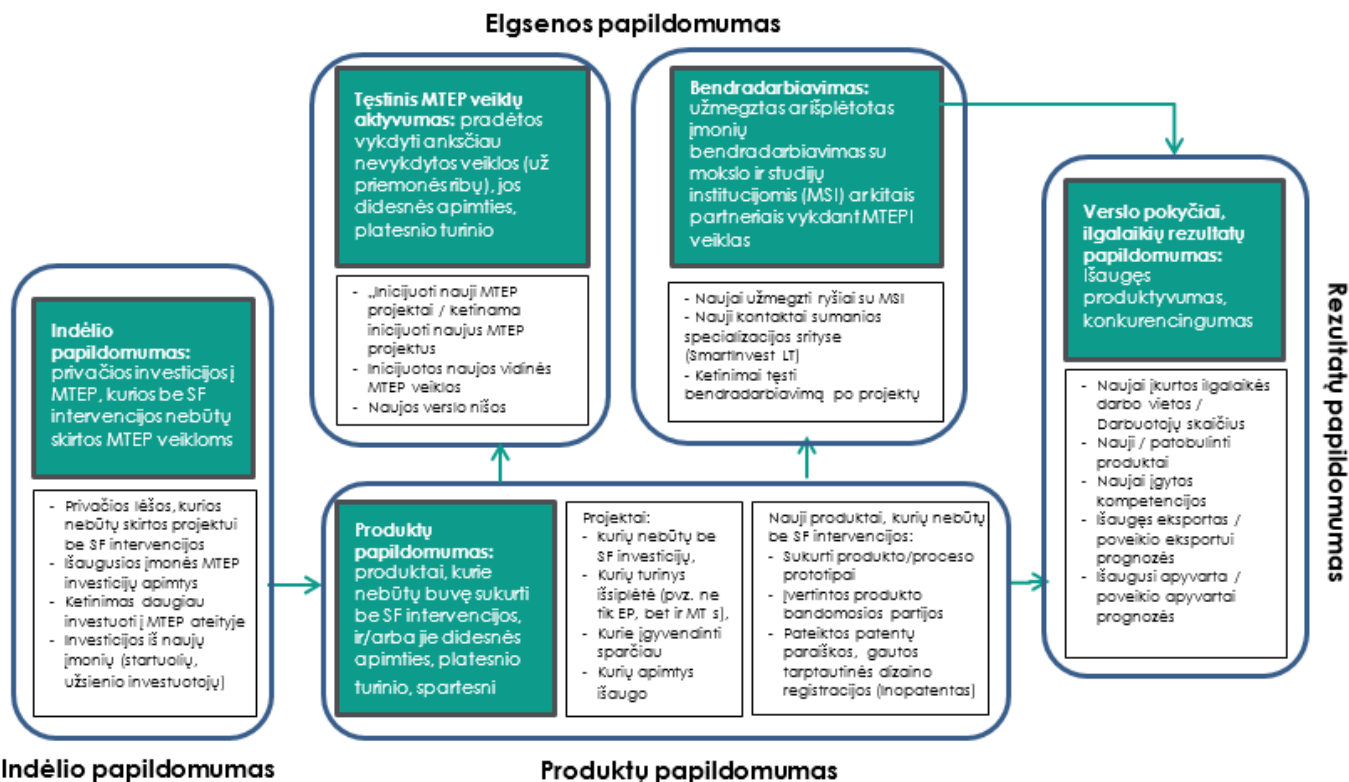 Elgsenos papildomumas
Tęstinis MTEP veiklų
aktyvumas: pradėtos
vykdyti anksčiau
nevykdytos veiklos (už
priemonės ribų), jos
didesnės apimties,
platesnio turinio
- „Inicijuoti nauji MTEP
projektai / ketinama
inicijuoti naujus MTEP
projektus
- Inicijuotos naujos vidinės
MTEP veiklos
- Naujos verslo nišos
Bendradarbiavimas:
užmegztas arišplėtotas
įmonių
bendradarbiavimas su
mokslo ir studijų
institucijomis (MSI) arkitais
partneriais vykdant MTEPI
veiklas
- Naujai užmegzti ryšiai su MSI
- Nauji kontaktai sumanios
specializacijos srityse
(SmartInvest LT)
- Ketinimai tęsti
bendradarbiavimą po projektų
Indėlio
papildomumas:
privačios investicijos į
MTEP, kurios be SF
intervencijos nebūtų
skirtos MTEP veikloms
- Privačios lėšos, kurios
nebūtų skirtos projektui
be SF intervencijos
- Išaugusios įmonės MTEP
investicijų apimtys
- Ketinimas daugiau
investuoti į MTEP ateityje
- Investicijos iš naujų
įmonių (startuolių,
užsienio investuotojų)
Indėlio papildomumas
Produktų
papildomumas:
produktai, kurie
nebūtų buvę sukurti
be SF intervencijos,
ir/arba jie didesnės
apimties, platesnio
turinio, spartesni
Projektai:
- Kurių nebūtų be
SF investicijų,
- Kurių turinys
išsiplėtė (pvz. ne
tik EP, bet ir MT s),
- Kurie įgyvendinti
sparčiau
- Kurių apimtys
išaugo
Nauji produktai, kurių nebūtų
be SF intervencijos:
- Sukurti produkto/proceso
prototipai
- Įvertintos produkto
bandomosios partijos
- Pateiktos patentų
paraiškos, gautos
tarptautinės dizaino
registracijos (Inopatentas)
Produktų papildomumas
Verslo pokyčiai,
ilgalaikių rezultatų
papildomumas:
Išaugęs
produktyvumas,
konkurencingumas
- Naujai įkurtos ilgalaikės
darbo vietos /
Darbuotojų skaičius
- Nauji / patobulinti
produktai
- Naujai įgytos
kompetencijos
- Išaugęs eksportas /
poveikio eksportui
prognozės
- Išaugusi apyvarta /
poveikio apyvartai
prognozės
Rezultatų papildomumas